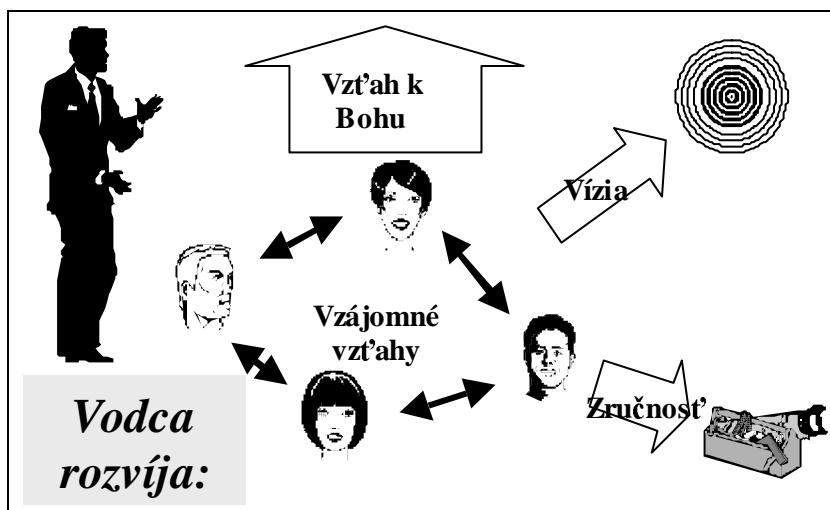 Vzťah k
Bohu
Vízia
Vzájomné
vzťahy
Zručnosť
Vodca
rozvíja: